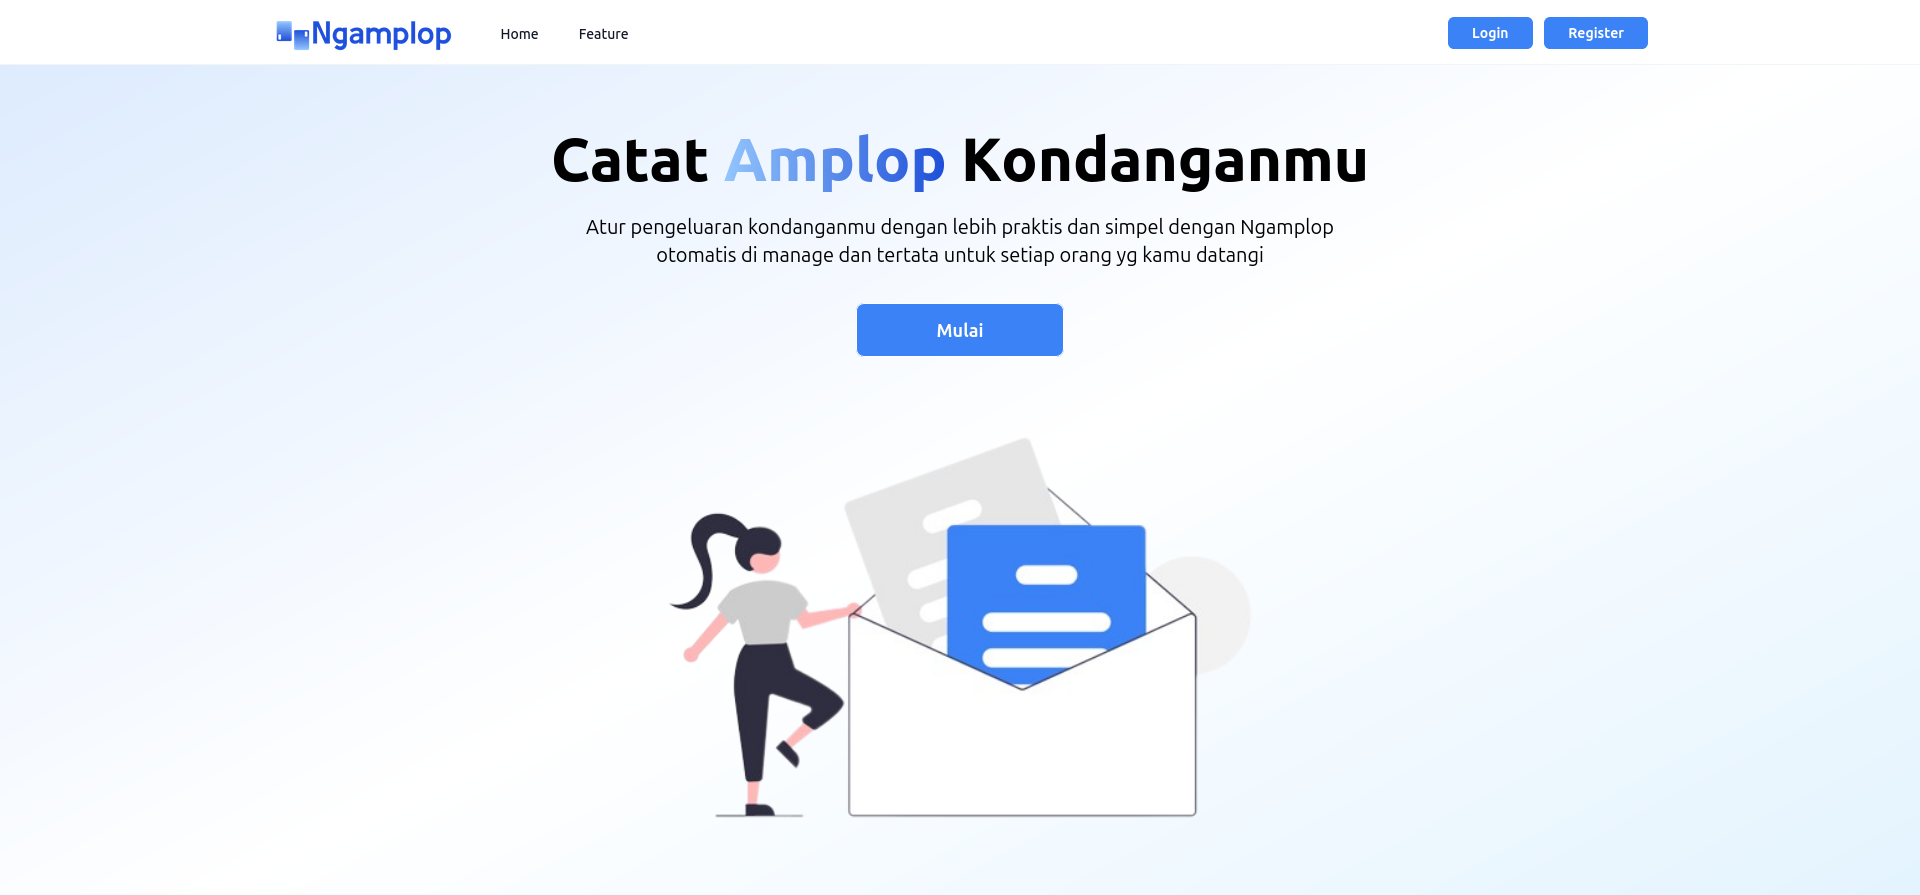 Ngamplop
Home
Feature
Login
Register
Catat Amplop Kondanganmu
Atur pengeluaran kondanganmu dengan lebih praktis dan simpel dengan Ngamplop
otomatis di manage dan tertata untuk setiap orang yg kamu datangi
Mulai